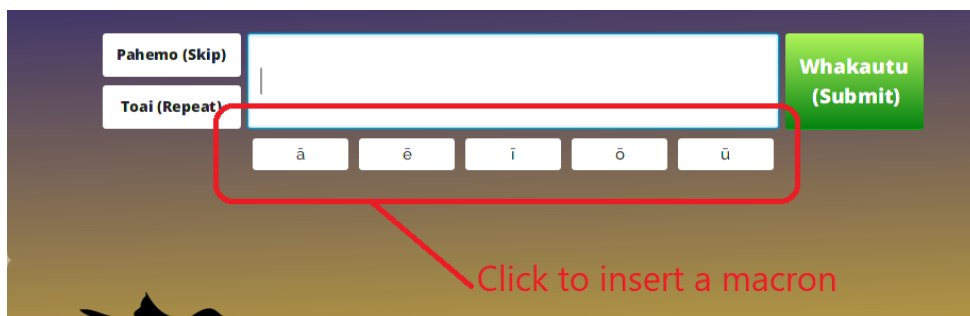 Pahemo (Skip)
Toai (Repeat)
Whakautu
(Submit)
ā ē ī ō ū
Click to insert a macron